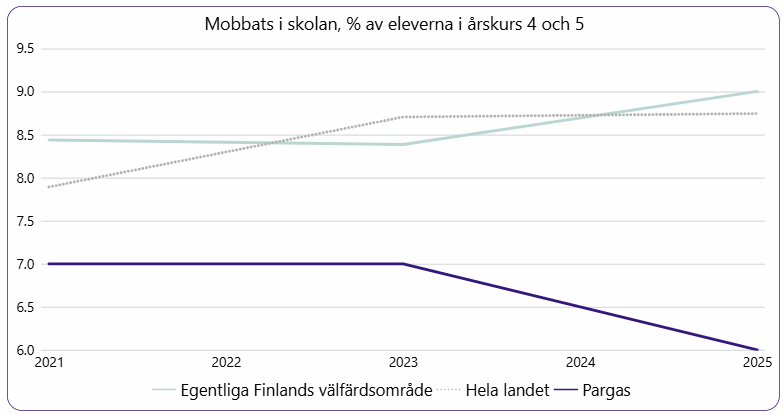 Mobbats i skolan, % av eleverna i årskurs 4 och 5
9.5
9.0
8.5
8.0
7.5
7.0
6.5
6.0
2021 2022 2023 2024 2025
Egentliga Finlands välfärdsområde Hela landet Pargas